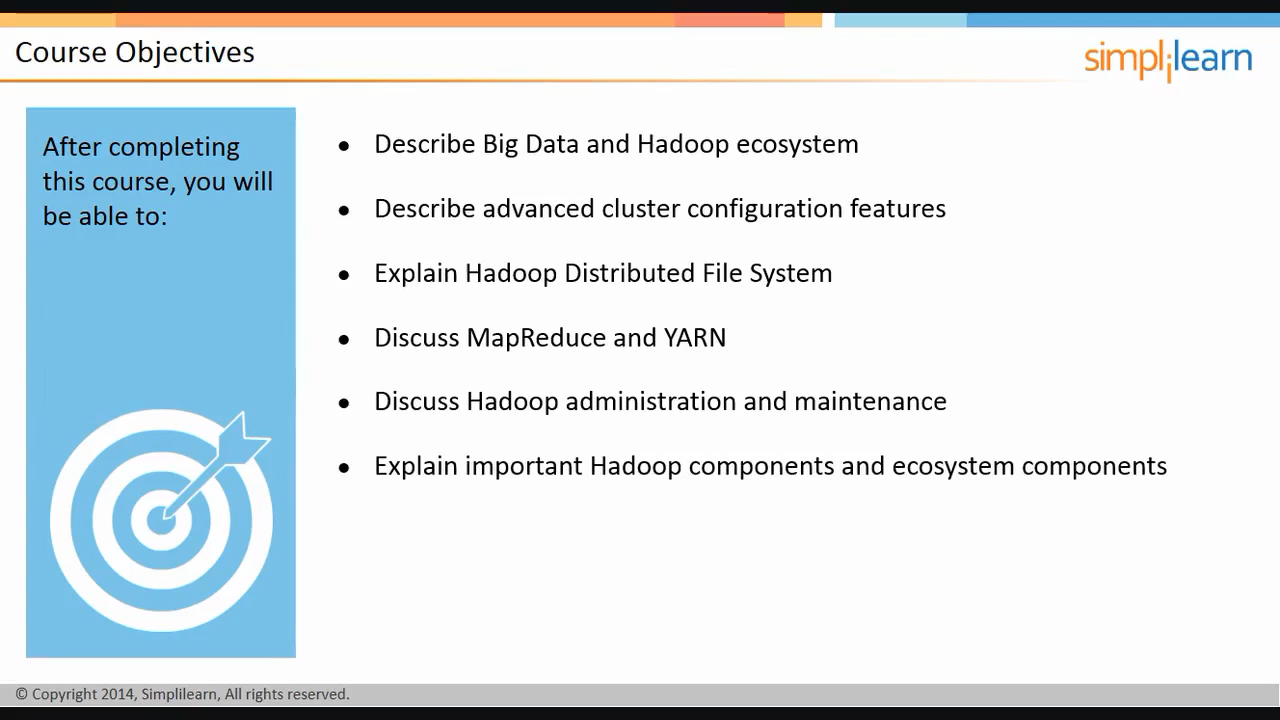 Course Objectives
simplilearn
After completing
this course, you will
be able to:
• Describe Big Data and Hadoop ecosystem
• Describe advanced cluster configuration features
• Explain Hadoop Distributed File System
• Discuss MapReduce and YARN
• Discuss Hadoop administration and maintenance
• Explain important Hadoop components and ecosystem components
© Copyright 2014, Simplilearn, All rights reserved.